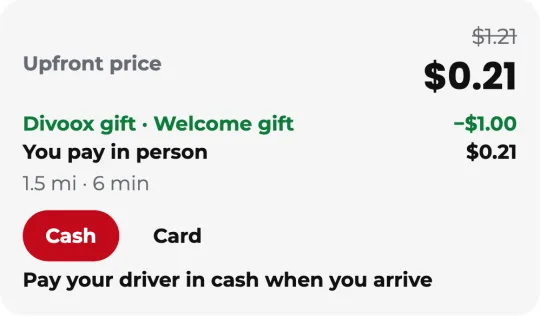 $1.21
Upfront price $0.21
Divoox gift · Welcome gift −$1.00
You pay in person $0.21
1.5 mi · 6 min
Cash Card
Pay your driver in cash when you arrive